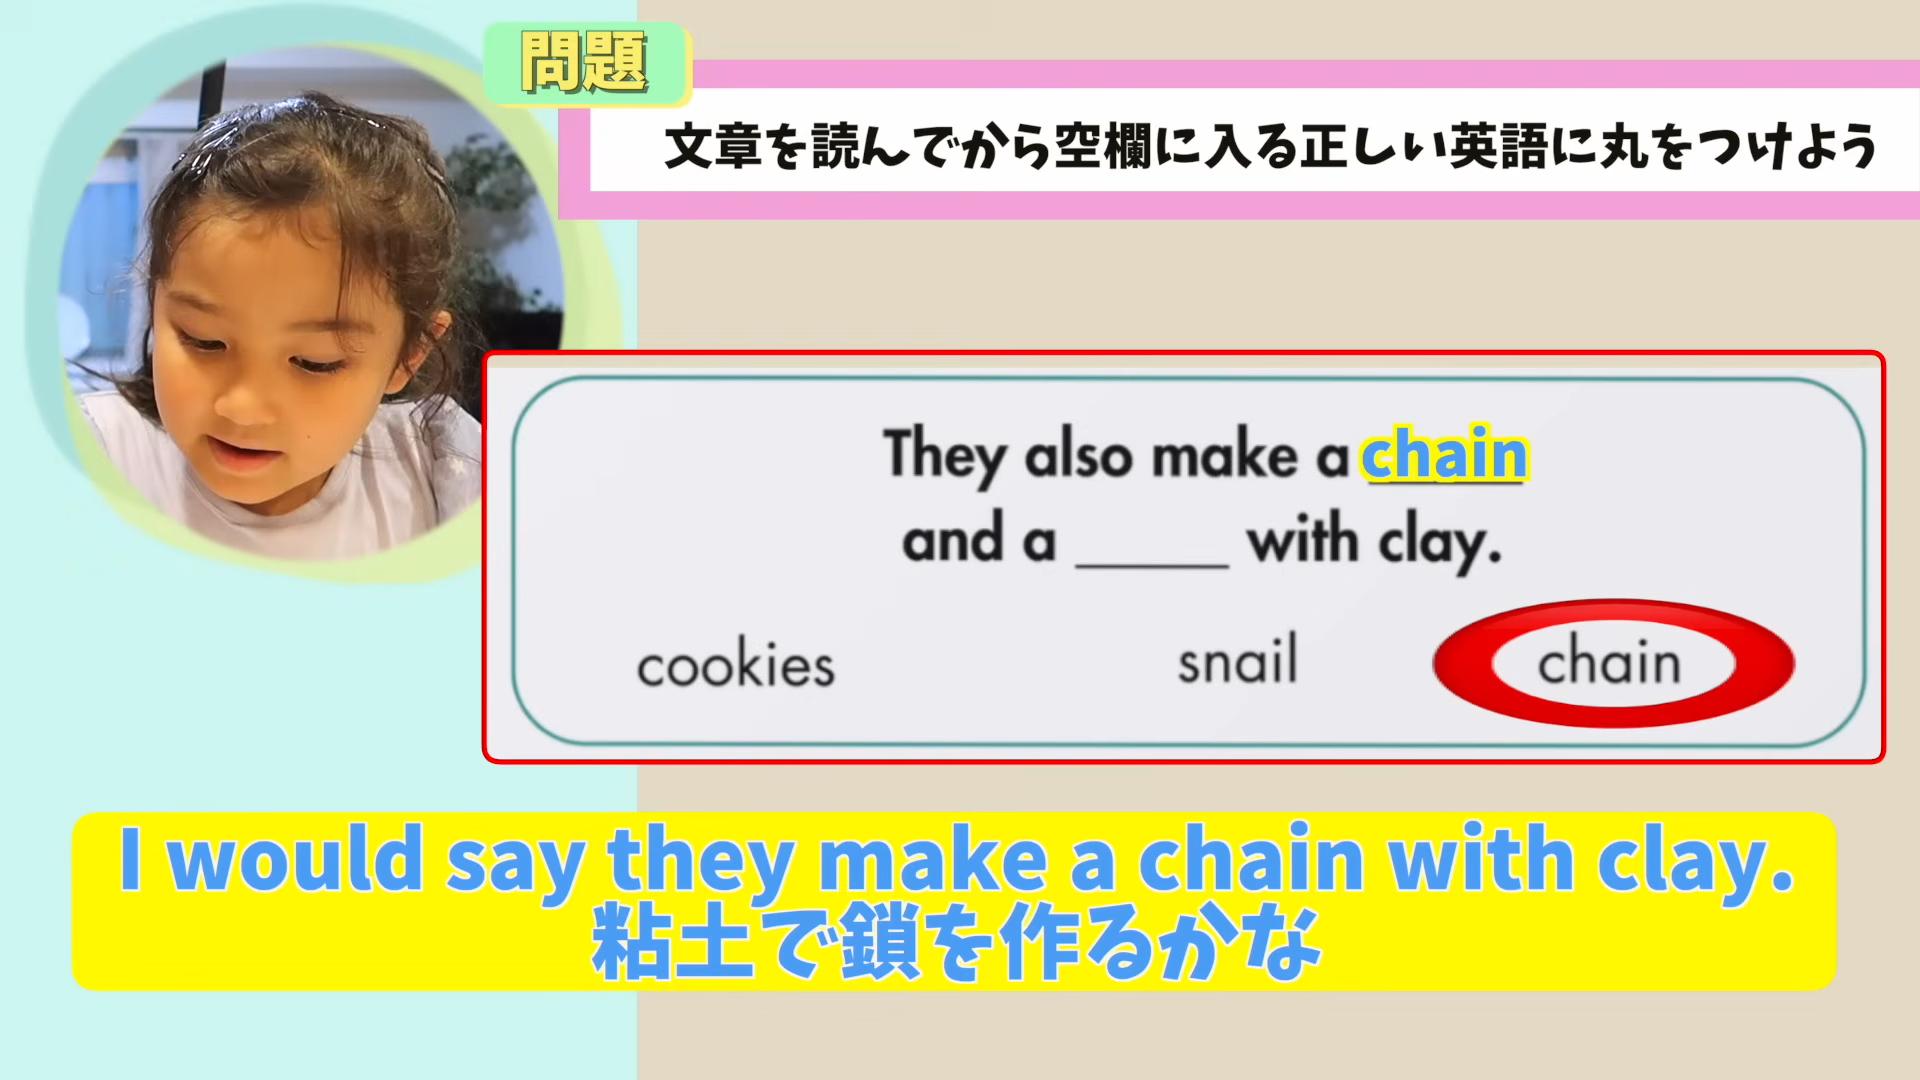 問題
文章を読んでから空欄に入る正しい英語に丸をつけよう
They also make a chain
and a _____ with clay.
cookies snail chain
I would say they make a chain with clay.
粘土で鎖を作るかな